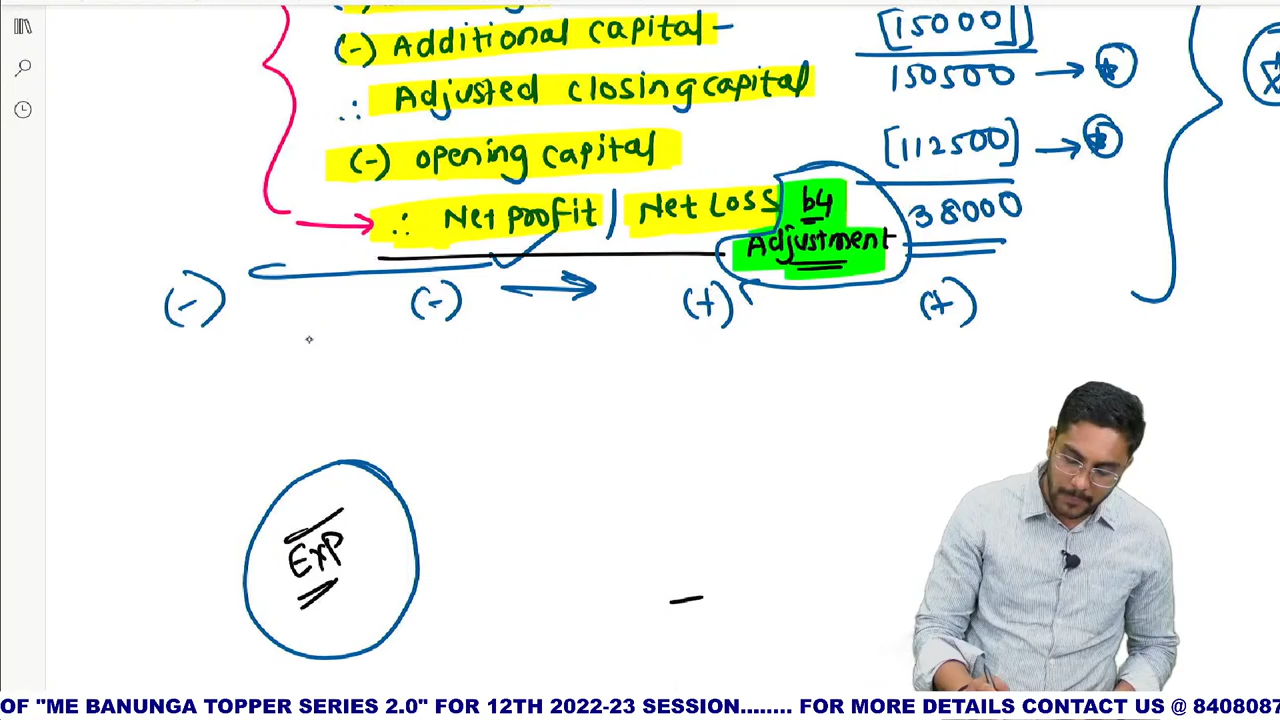 [15000]
(-) Additional capital-
150500
∴ Adjusted closing capital
(-) opening capital
[112500]
∴ Net profit | Net Loss b4
38000
Adjustment
(-) (-) (+) (+)
Exp
OF "ME BANUNGA TOPPER SERIES 2.0" FOR 12TH 2022-23 SESSION........ FOR MORE DETAILS CONTACT US @ 8408087